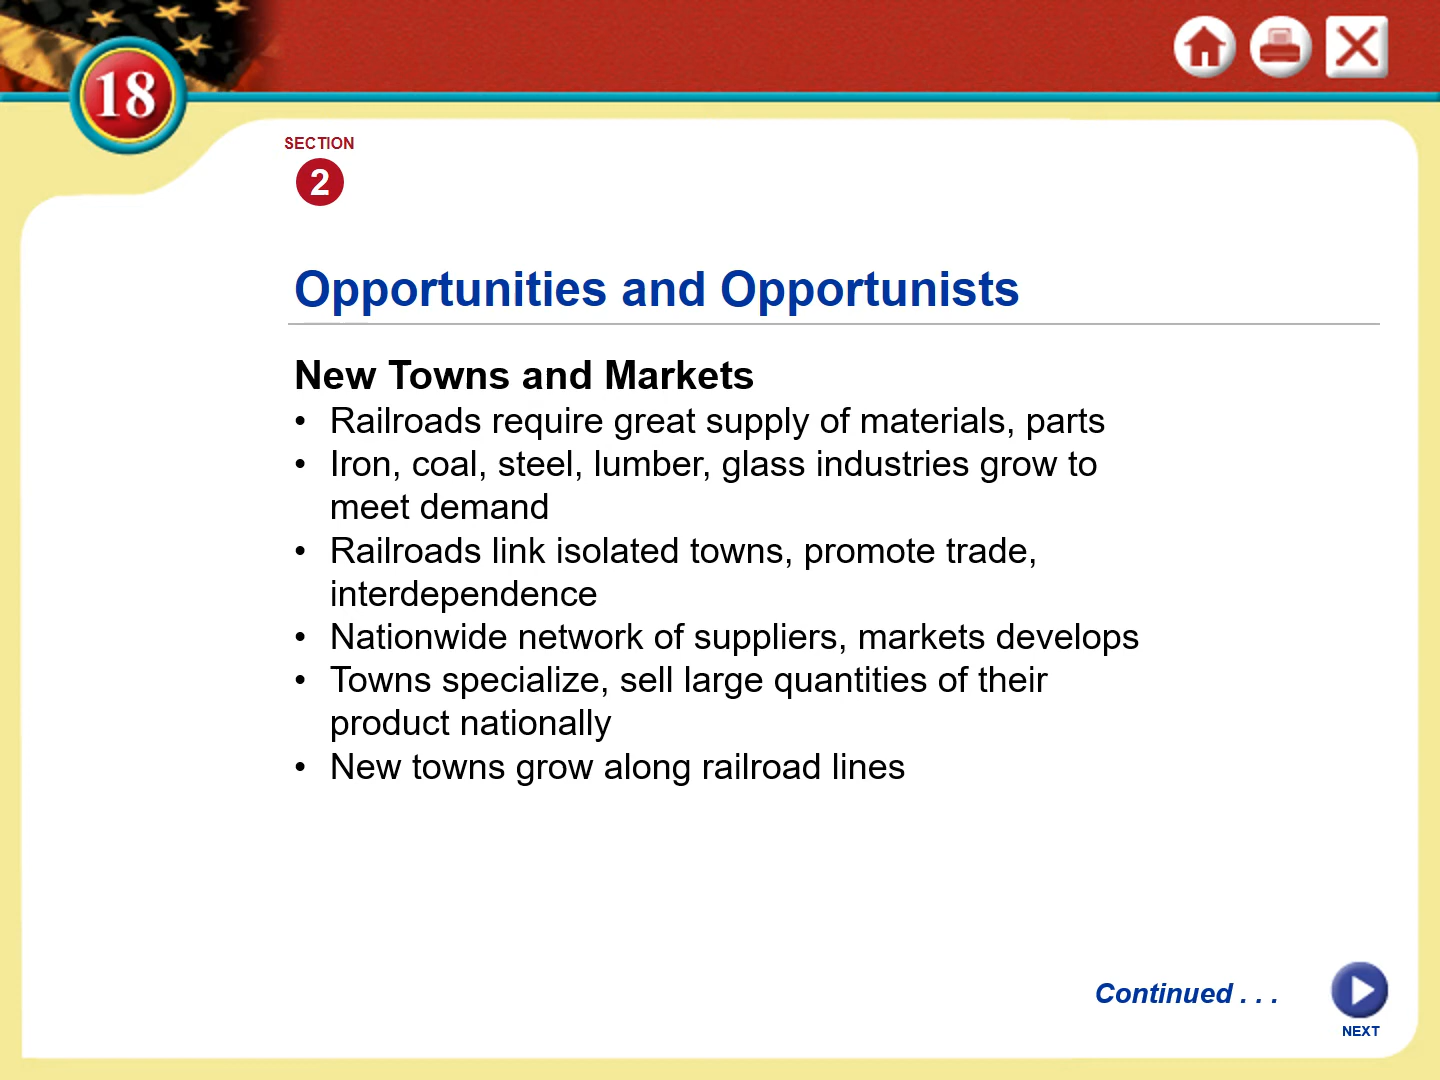 18
SECTION
2
Opportunities and Opportunists
New Towns and Markets
• Railroads require great supply of materials, parts
• Iron, coal, steel, lumber, glass industries grow to
meet demand
• Railroads link isolated towns, promote trade,
interdependence
• Nationwide network of suppliers, markets develops
• Towns specialize, sell large quantities of their
product nationally
• New towns grow along railroad lines
Continued . . .
NEXT